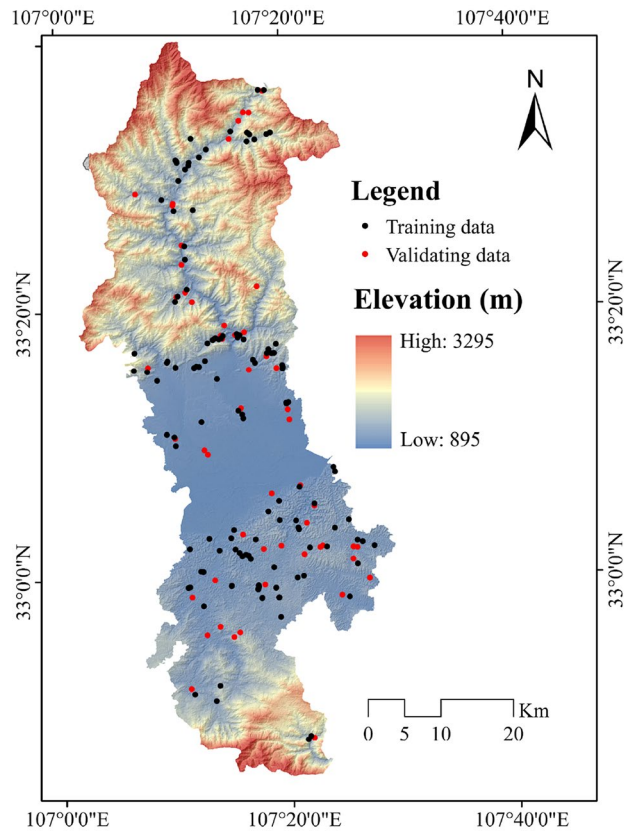 107°0'0"E 107°20'0"E 107°40'0"E
N
Legend
Training data
Validating data
33°20'0"N
33°20'0"N
Elevation (m)
High: 3295
Low: 895
33°0'0"N
33°0'0"N
Km
0 5 10 20
107°0'0"E 107°20'0"E 107°40'0"E